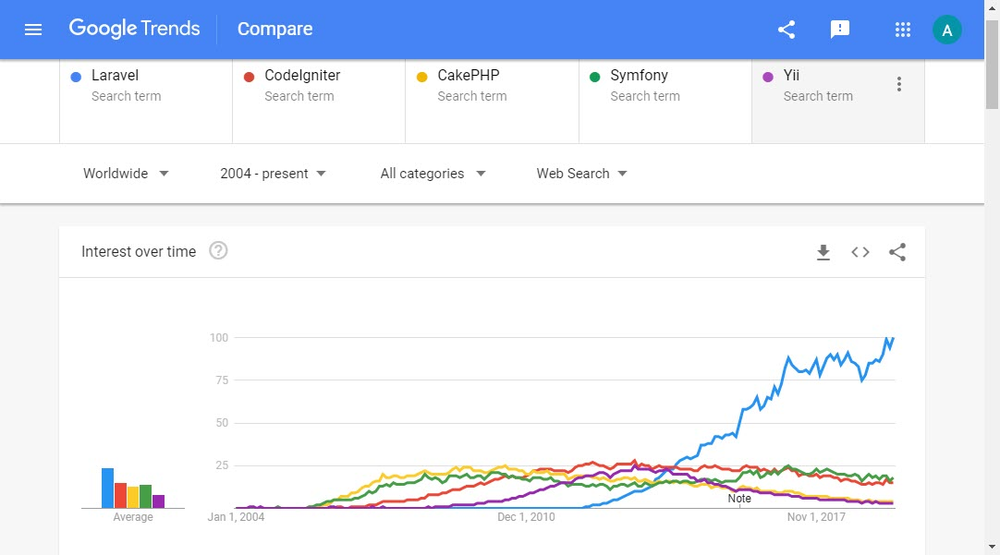 Google Trends Compare
A
Laravel CodeIgniter CakePHP Symfony Yii
Search term Search term Search term Search term Search term
Worldwide 2004 - present All categories Web Search
Interest over time ?
100
75
50
25
Note
Average Jan 1, 2004 Dec 1, 2010 Nov 1, 2017